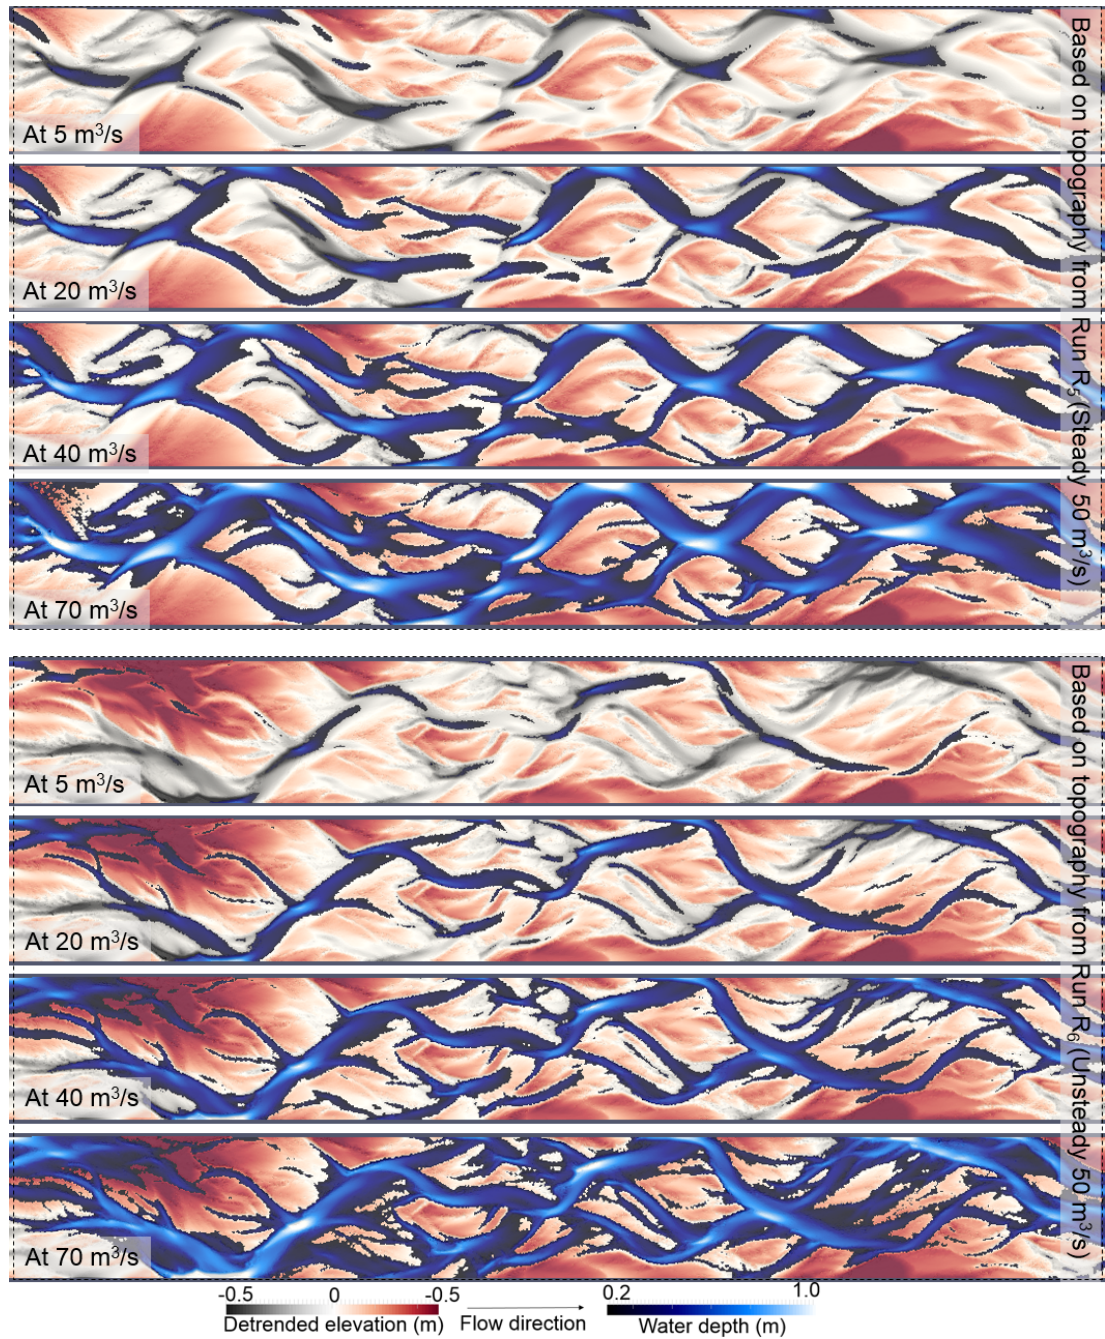 At 5 m³/s
At 20 m³/s
At 40 m³/s
At 70 m³/s
Based on topography from Run R₅ (Steady 50 m³/s)
At 5 m³/s
At 20 m³/s
At 40 m³/s
At 70 m³/s
Based on topography from Run R₆ (Unsteady 50 m³/s)
-0.5 0 -0.5
Detrended elevation (m)
Flow direction
0.2 1.0
Water depth (m)